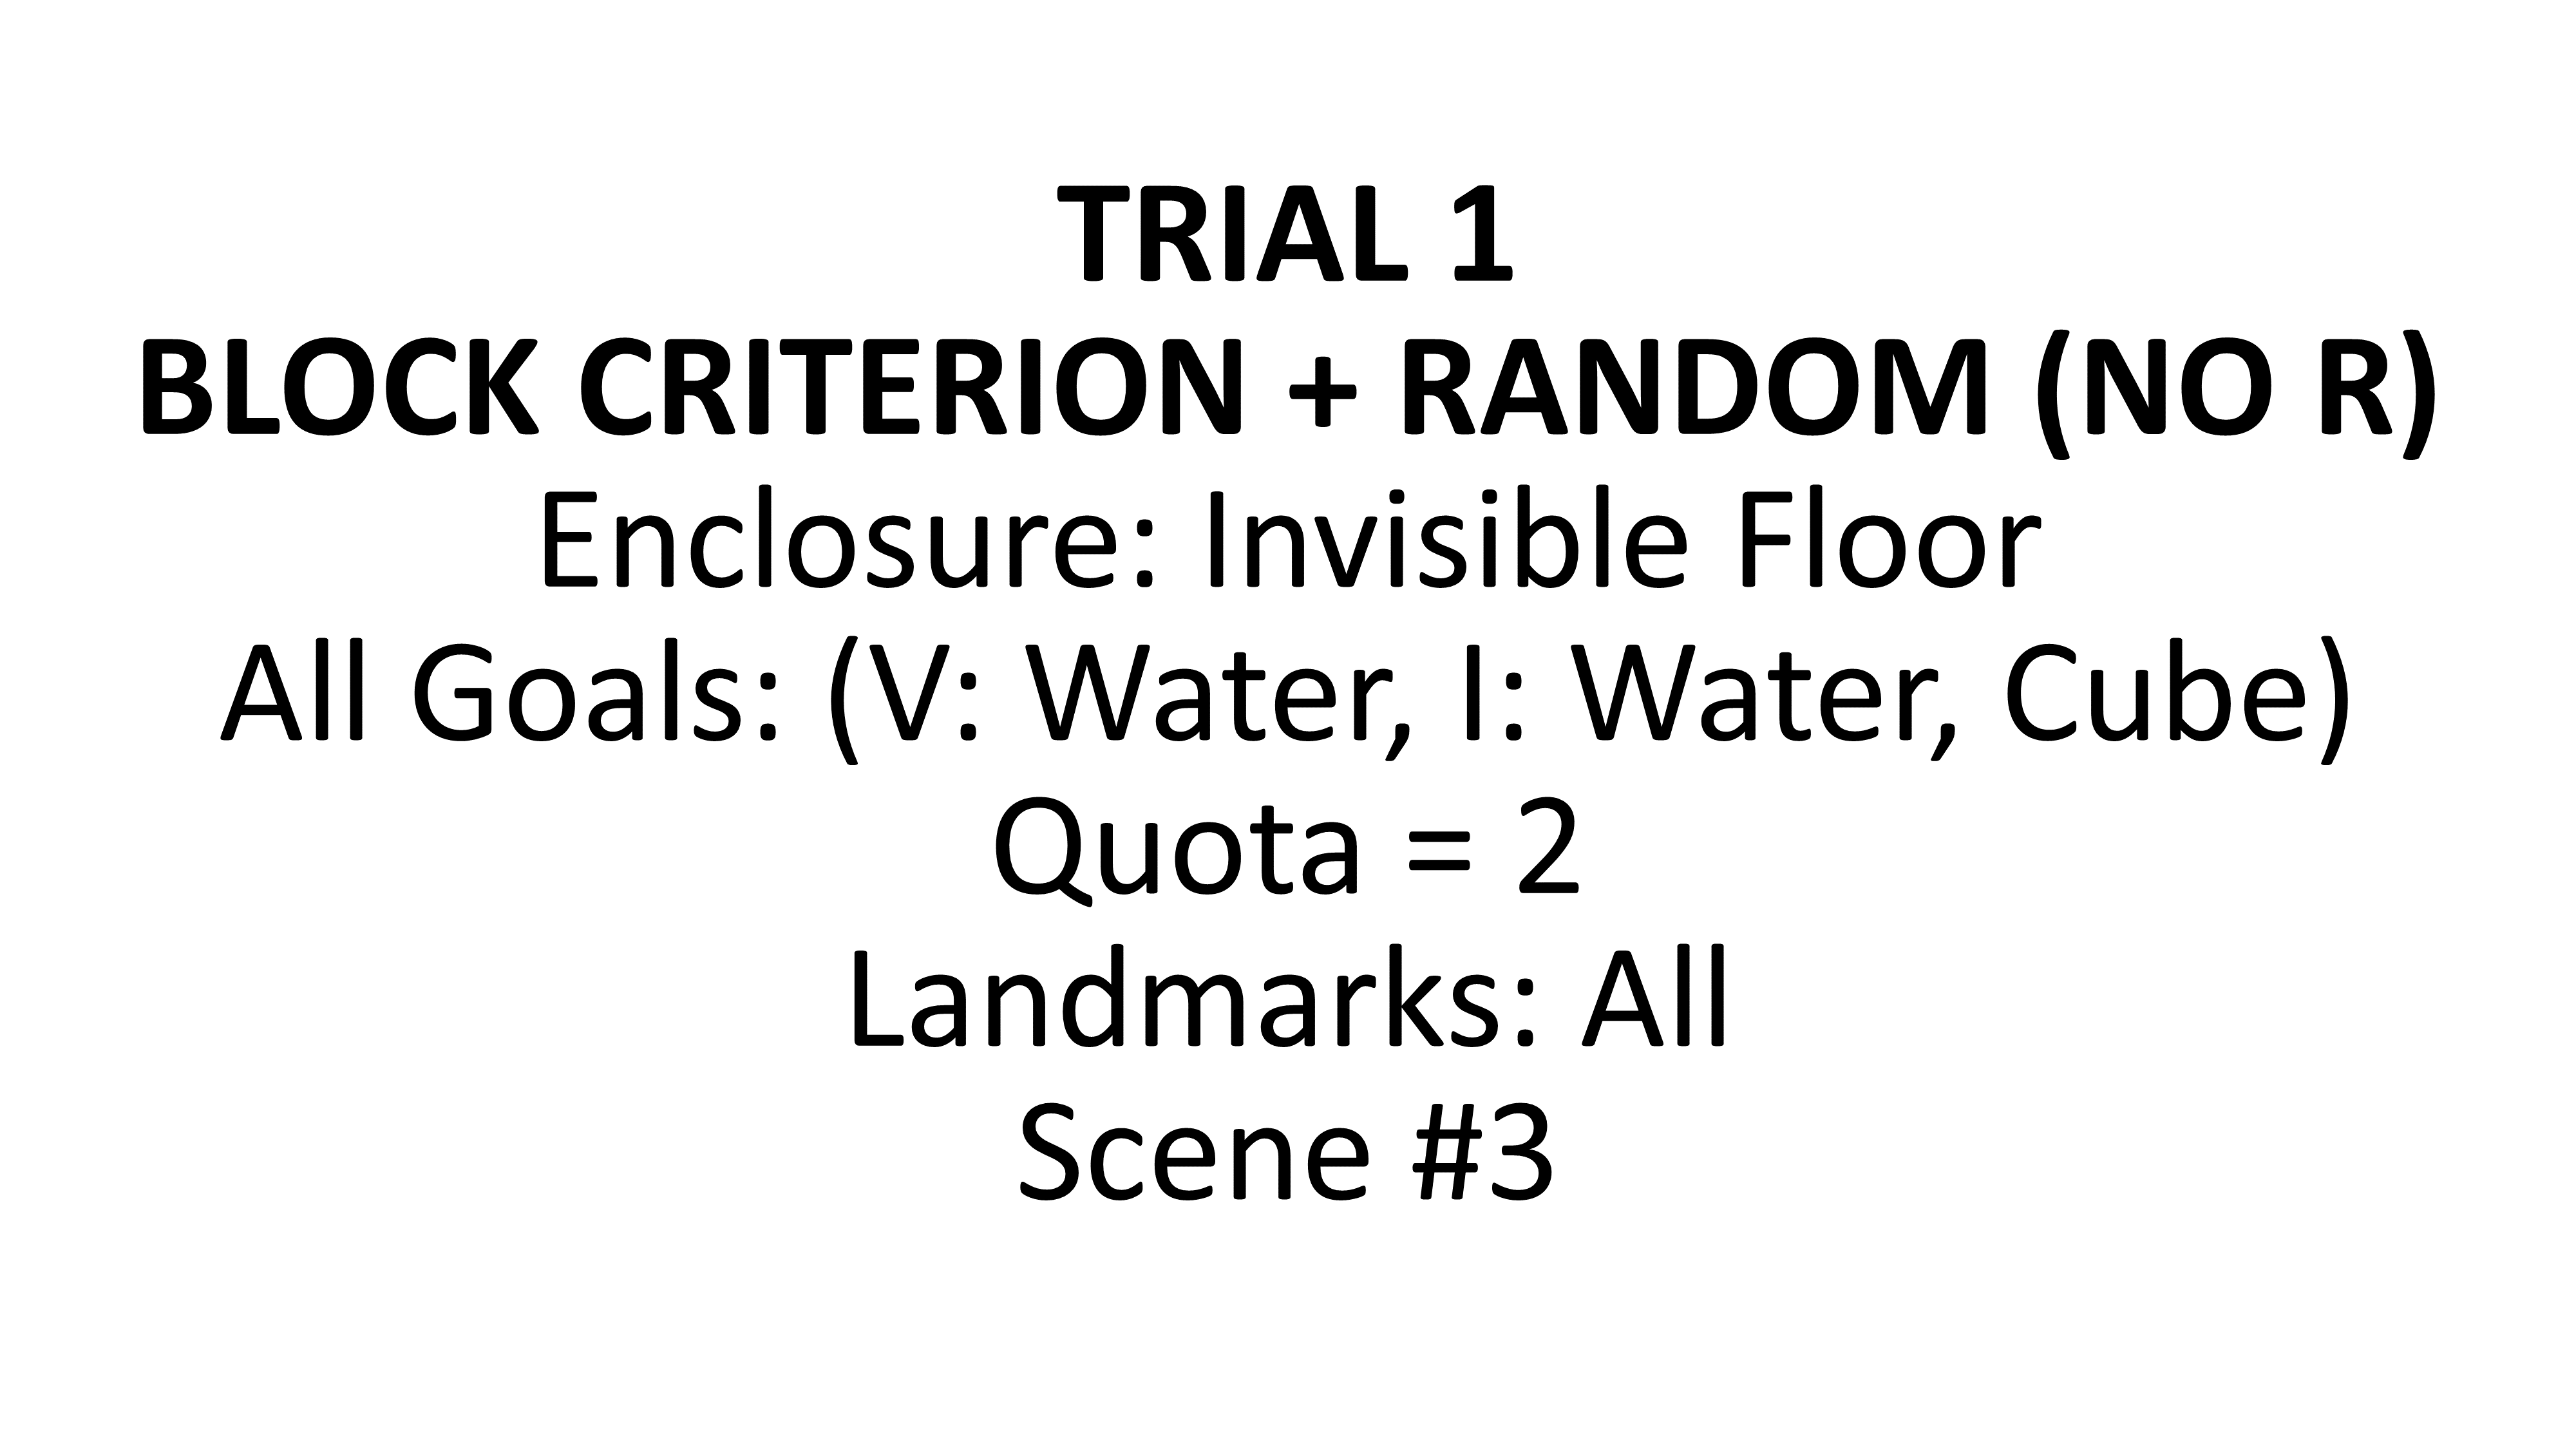 TRIAL 1
BLOCK CRITERION + RANDOM (NO R)
Enclosure: Invisible Floor
All Goals: (V: Water, I: Water, Cube)
Quota = 2
Landmarks: All
Scene #3